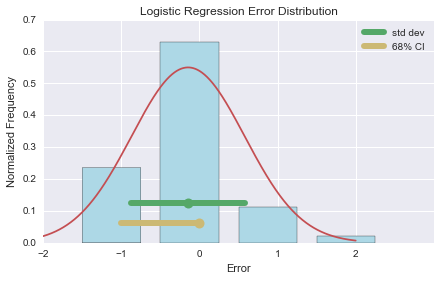 Logistic Regression Error Distribution
std dev
68% CI
Normalized Frequency
0.7
0.6
0.5
0.4
0.3
0.2
0.1
0.0
−2
−1
0
1
2
Error